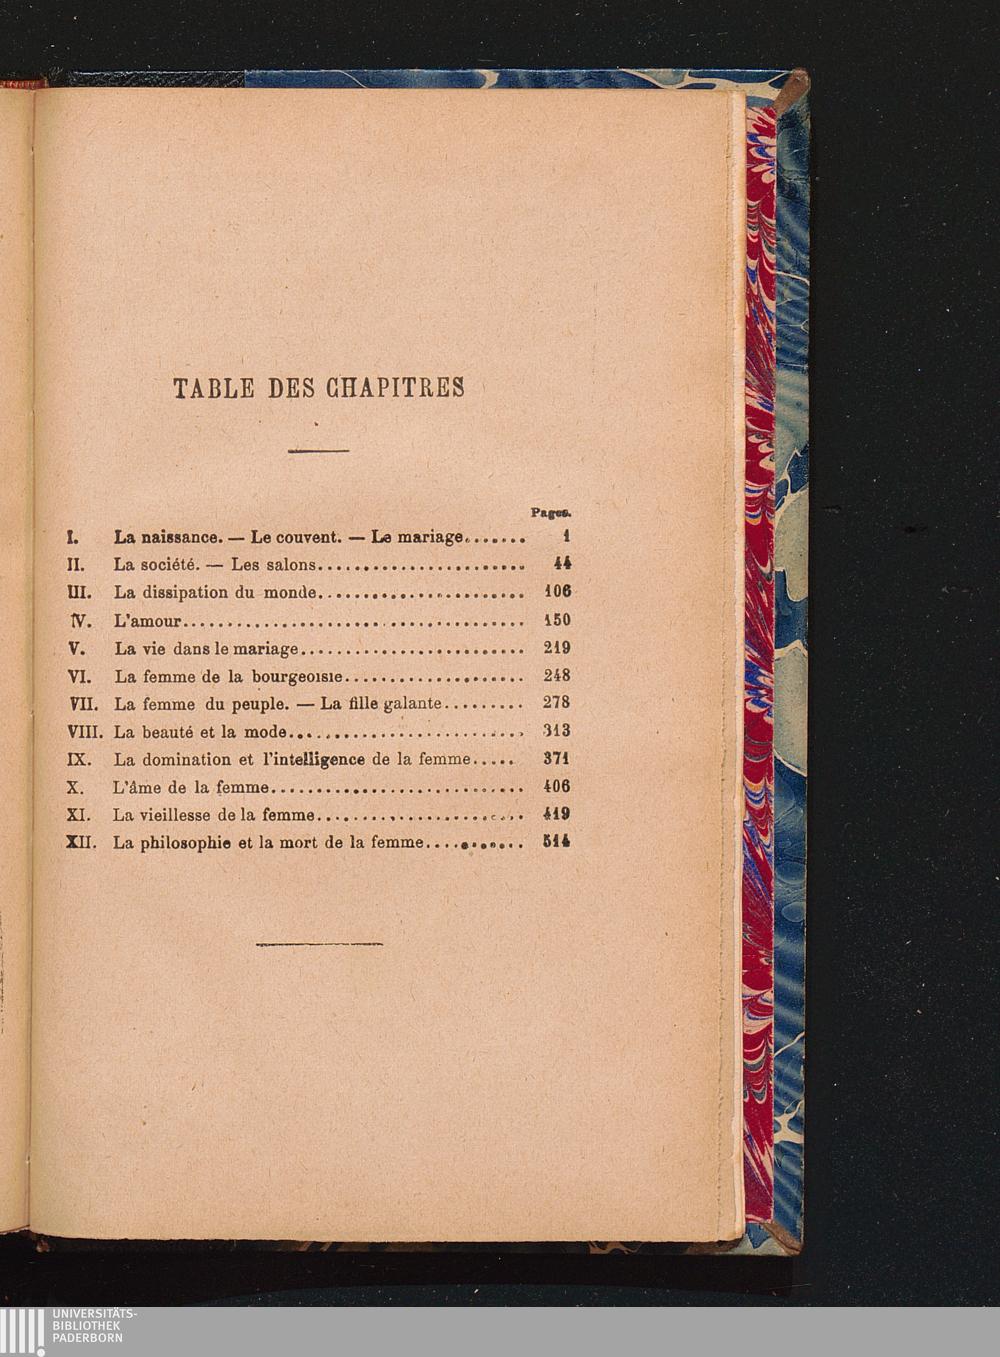 TABLE DES CHAPITRES
Pages.
I. La naissance. — Le couvent. — Le mariage....... 1
II. La société. — Les salons....................... 44
III. La dissipation du monde....................... 106
IV. L'amour...................................... 150
V. La vie dans le mariage......................... 219
VI. La femme de la bourgeoisie.................... 248
VII. La femme du peuple. — La fille galante......... 278
VIII. La beauté et la mode.......................... 313
IX. La domination et l'intelligence de la femme..... 371
X. L'âme de la femme............................ 406
XI. La vieillesse de la femme....................... 419
XII. La philosophie et la mort de la femme........... 514
UNIVERSITÄTS-
BIBLIOTHEK
PADERBORN